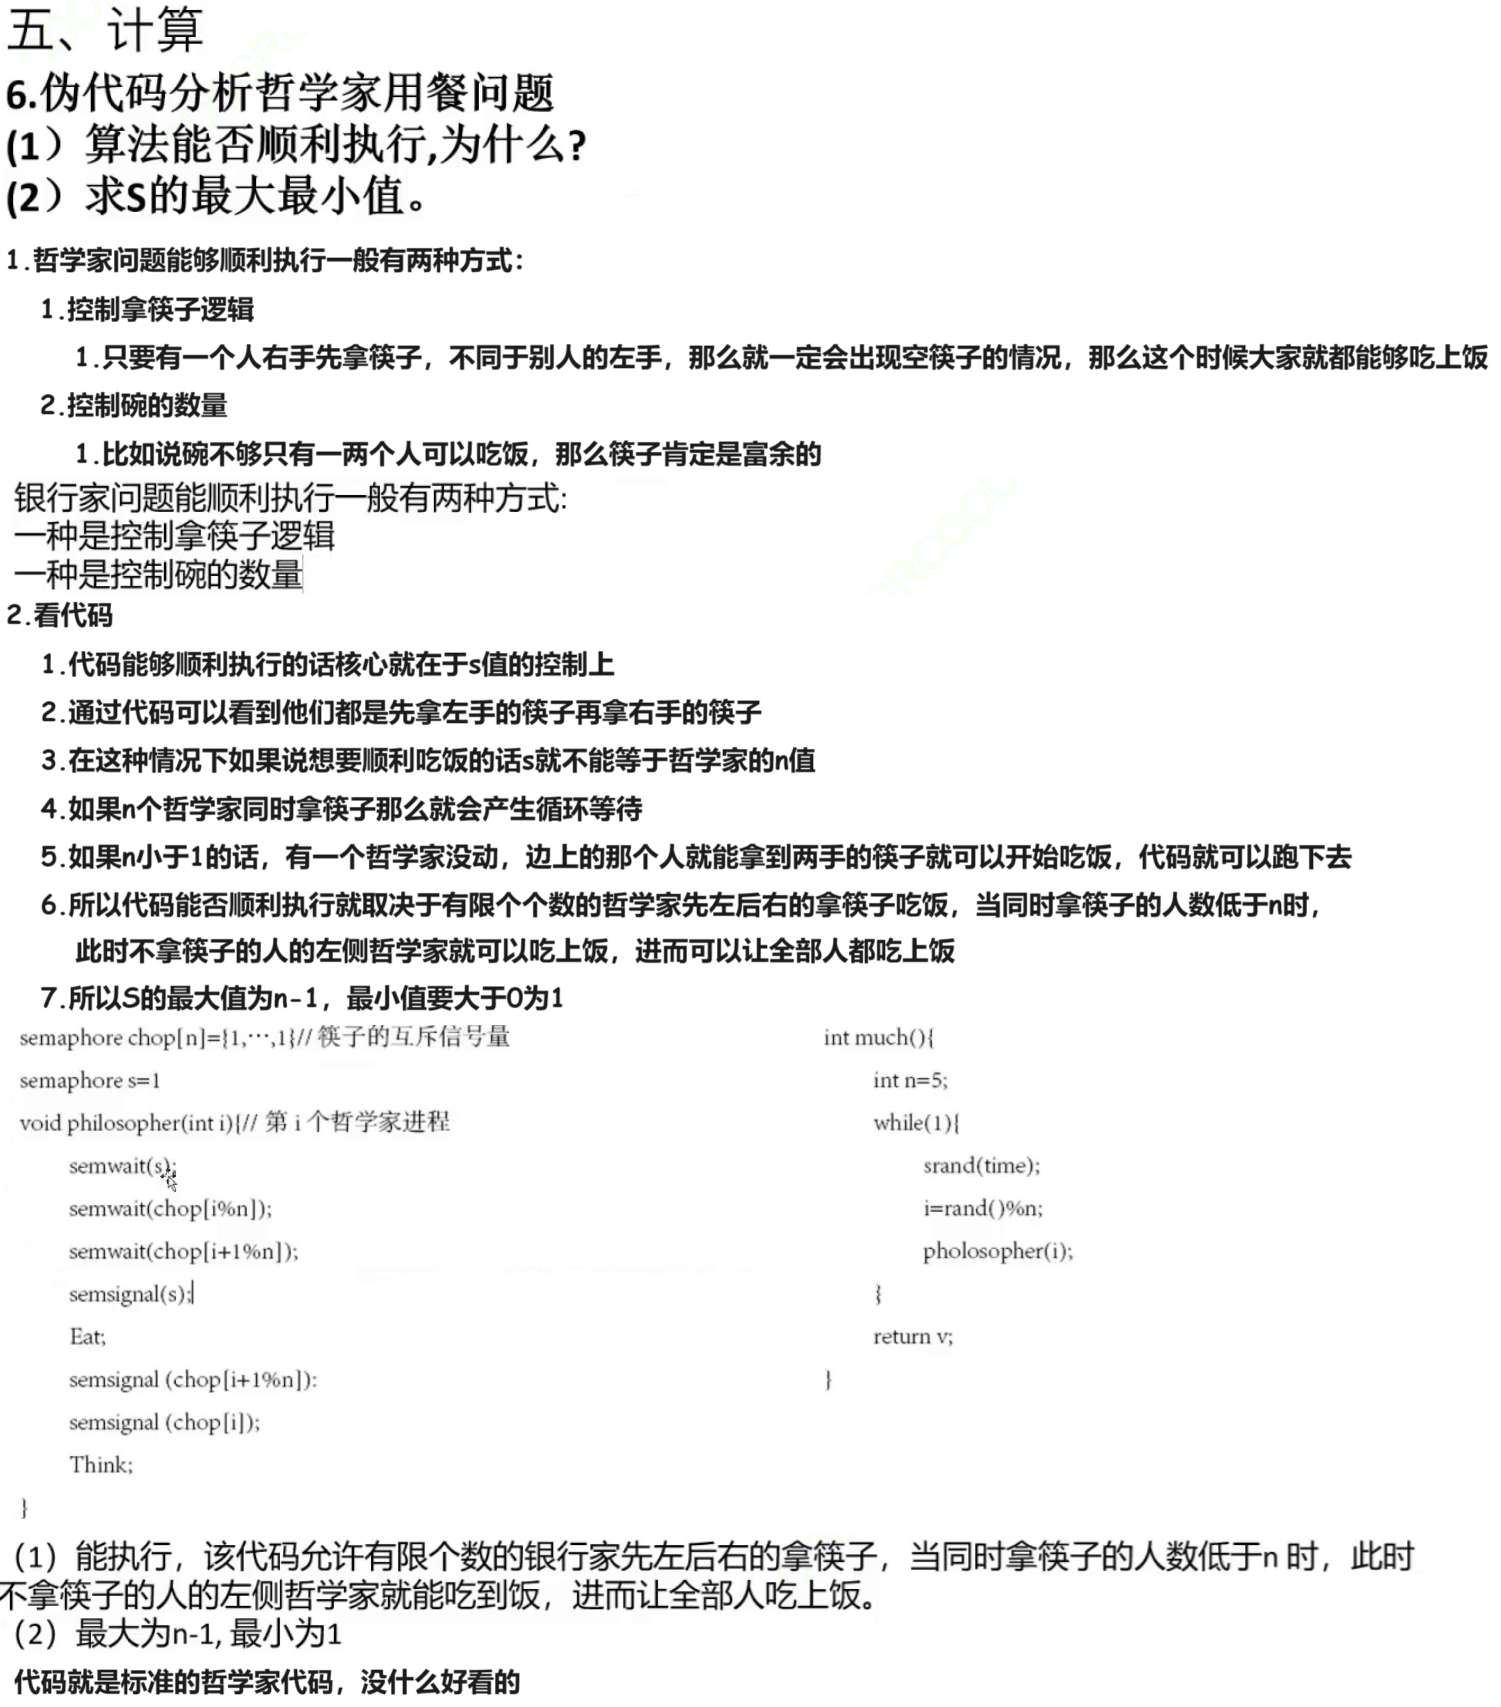 五、计算
6.伪代码分析哲学家用餐问题
(1）算法能否顺利执行,为什么?
(2）求S的最大最小值。
1.哲学家问题能够顺利执行一般有两种方式：
1.控制拿筷子逻辑
1.只要有一个人右手先拿筷子，不同于别人的左手，那么就一定会出现空筷子的情况，那么这个时候大家就都能够吃上饭
2.控制碗的数量
1.比如说碗不够只有一两个人可以吃饭，那么筷子肯定是富余的
银行家问题能顺利执行一般有两种方式:
一种是控制拿筷子逻辑
一种是控制碗的数量
2.看代码
1.代码能够顺利执行的话核心就在于s值的控制上
2.通过代码可以看到他们都是先拿左手的筷子再拿右手的筷子
3.在这种情况下如果说想要顺利吃饭的话s就不能等于哲学家的n值
4.如果n个哲学家同时拿筷子那么就会产生循环等待
5.如果n小于1的话，有一个哲学家没动，边上的那个人就能拿到两手的筷子就可以开始吃饭，代码就可以跑下去
6.所以代码能否顺利执行就取决于有限个个数的哲学家先左后右的拿筷子吃饭，当同时拿筷子的人数低于n时，
此时不拿筷子的人的左侧哲学家就可以吃上饭，进而可以让全部人都吃上饭
7.所以S的最大值为n-1，最小值要大于0为1
semaphore chop[n]={1,···,1}// 筷子的互斥信号量
semaphore s=1
void philosopher(int i){// 第 i 个哲学家进程
semwait(s);
semwait(chop[i%n]);
semwait(chop[i+1%n]);
semsignal(s);
Eat;
semsignal (chop[i+1%n]):
semsignal (chop[i]);
Think;
}
int much(){
int n=5;
while(1){
srand(time);
i=rand()%n;
pholosopher(i);
}
return v;
}
（1）能执行，该代码允许有限个数的银行家先左后右的拿筷子，当同时拿筷子的人数低于n 时，此时
不拿筷子的人的左侧哲学家就能吃到饭，进而让全部人吃上饭。
（2）最大为n-1, 最小为1
代码就是标准的哲学家代码，没什么好看的